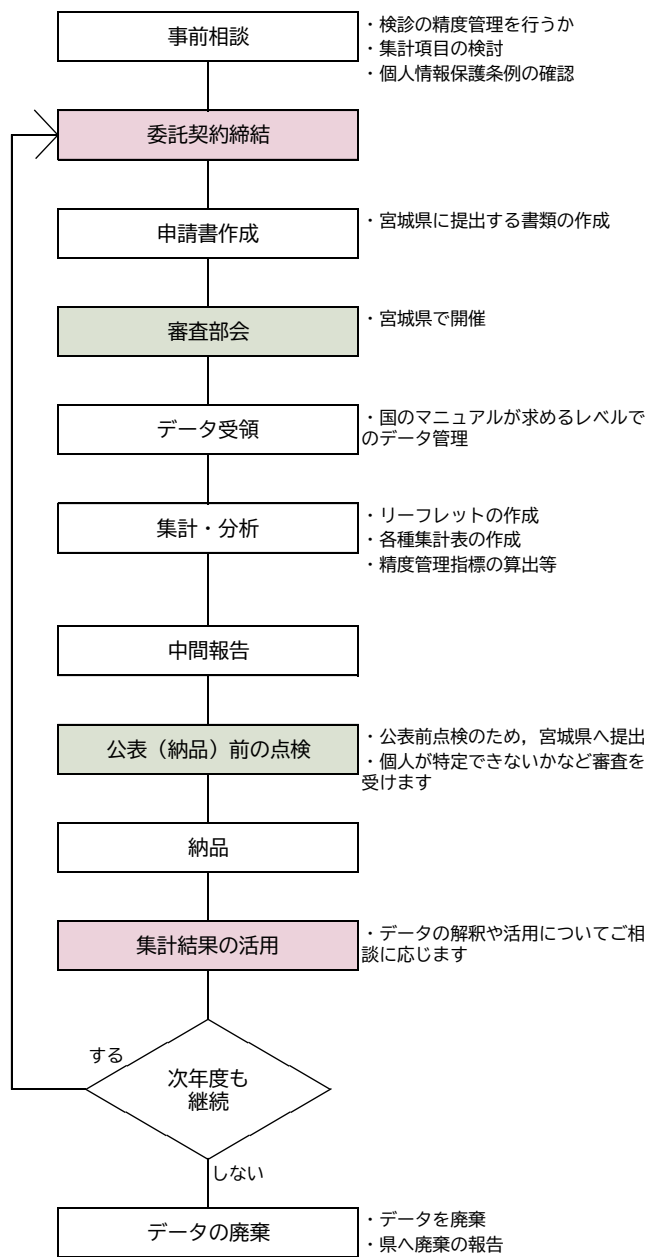 事前相談
・検診の精度管理を行うか
・集計項目の検討
・個人情報保護条例の確認
委託契約締結
申請書作成
・宮城県に提出する書類の作成
審査部会
・宮城県で開催
データ受領
・国のマニュアルが求めるレベルで
のデータ管理
集計・分析
・リーフレットの作成
・各種集計表の作成
・精度管理指標の算出等
中間報告
公表（納品）前の点検
・公表前点検のため，宮城県へ提出
・個人が特定できないかなど審査を
受けます
納品
集計結果の活用
・データの解釈や活用についてご相
談に応じます
する
次年度も
継続
しない
データの廃棄
・データを廃棄
・県へ廃棄の報告